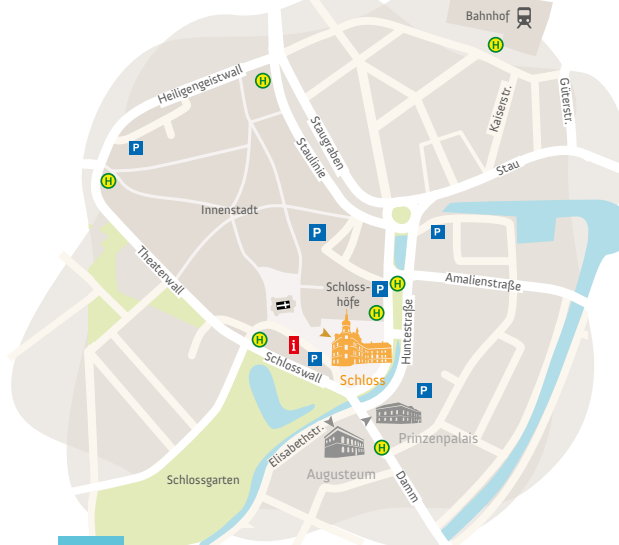 Bahnhof
H
H
Heiligengeistwall
Staugraben
Staulinie
Kaiserstr.
Güterstr.
P
Stau
H
Innenstadt
P
P
Theaterwall
Schloss-
höfe
P
H
Amalienstraße
H
Huntestraße
H
i
P
Schlosswall
Schloss
P
Prinzenpalais
Elisabethstr.
H
Augusteum
Damm
Schlossgarten